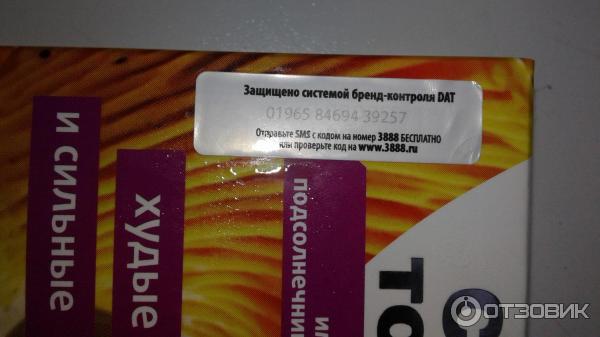 Защищено системой бренд-контроля DAT
01965 84694 39257
Отправьте SMS с кодом на номер 3888 БЕСПЛАТНО
или проверьте код на www.3888.ru
и сильные
худые
подсолнечник
ОТЗОВИК